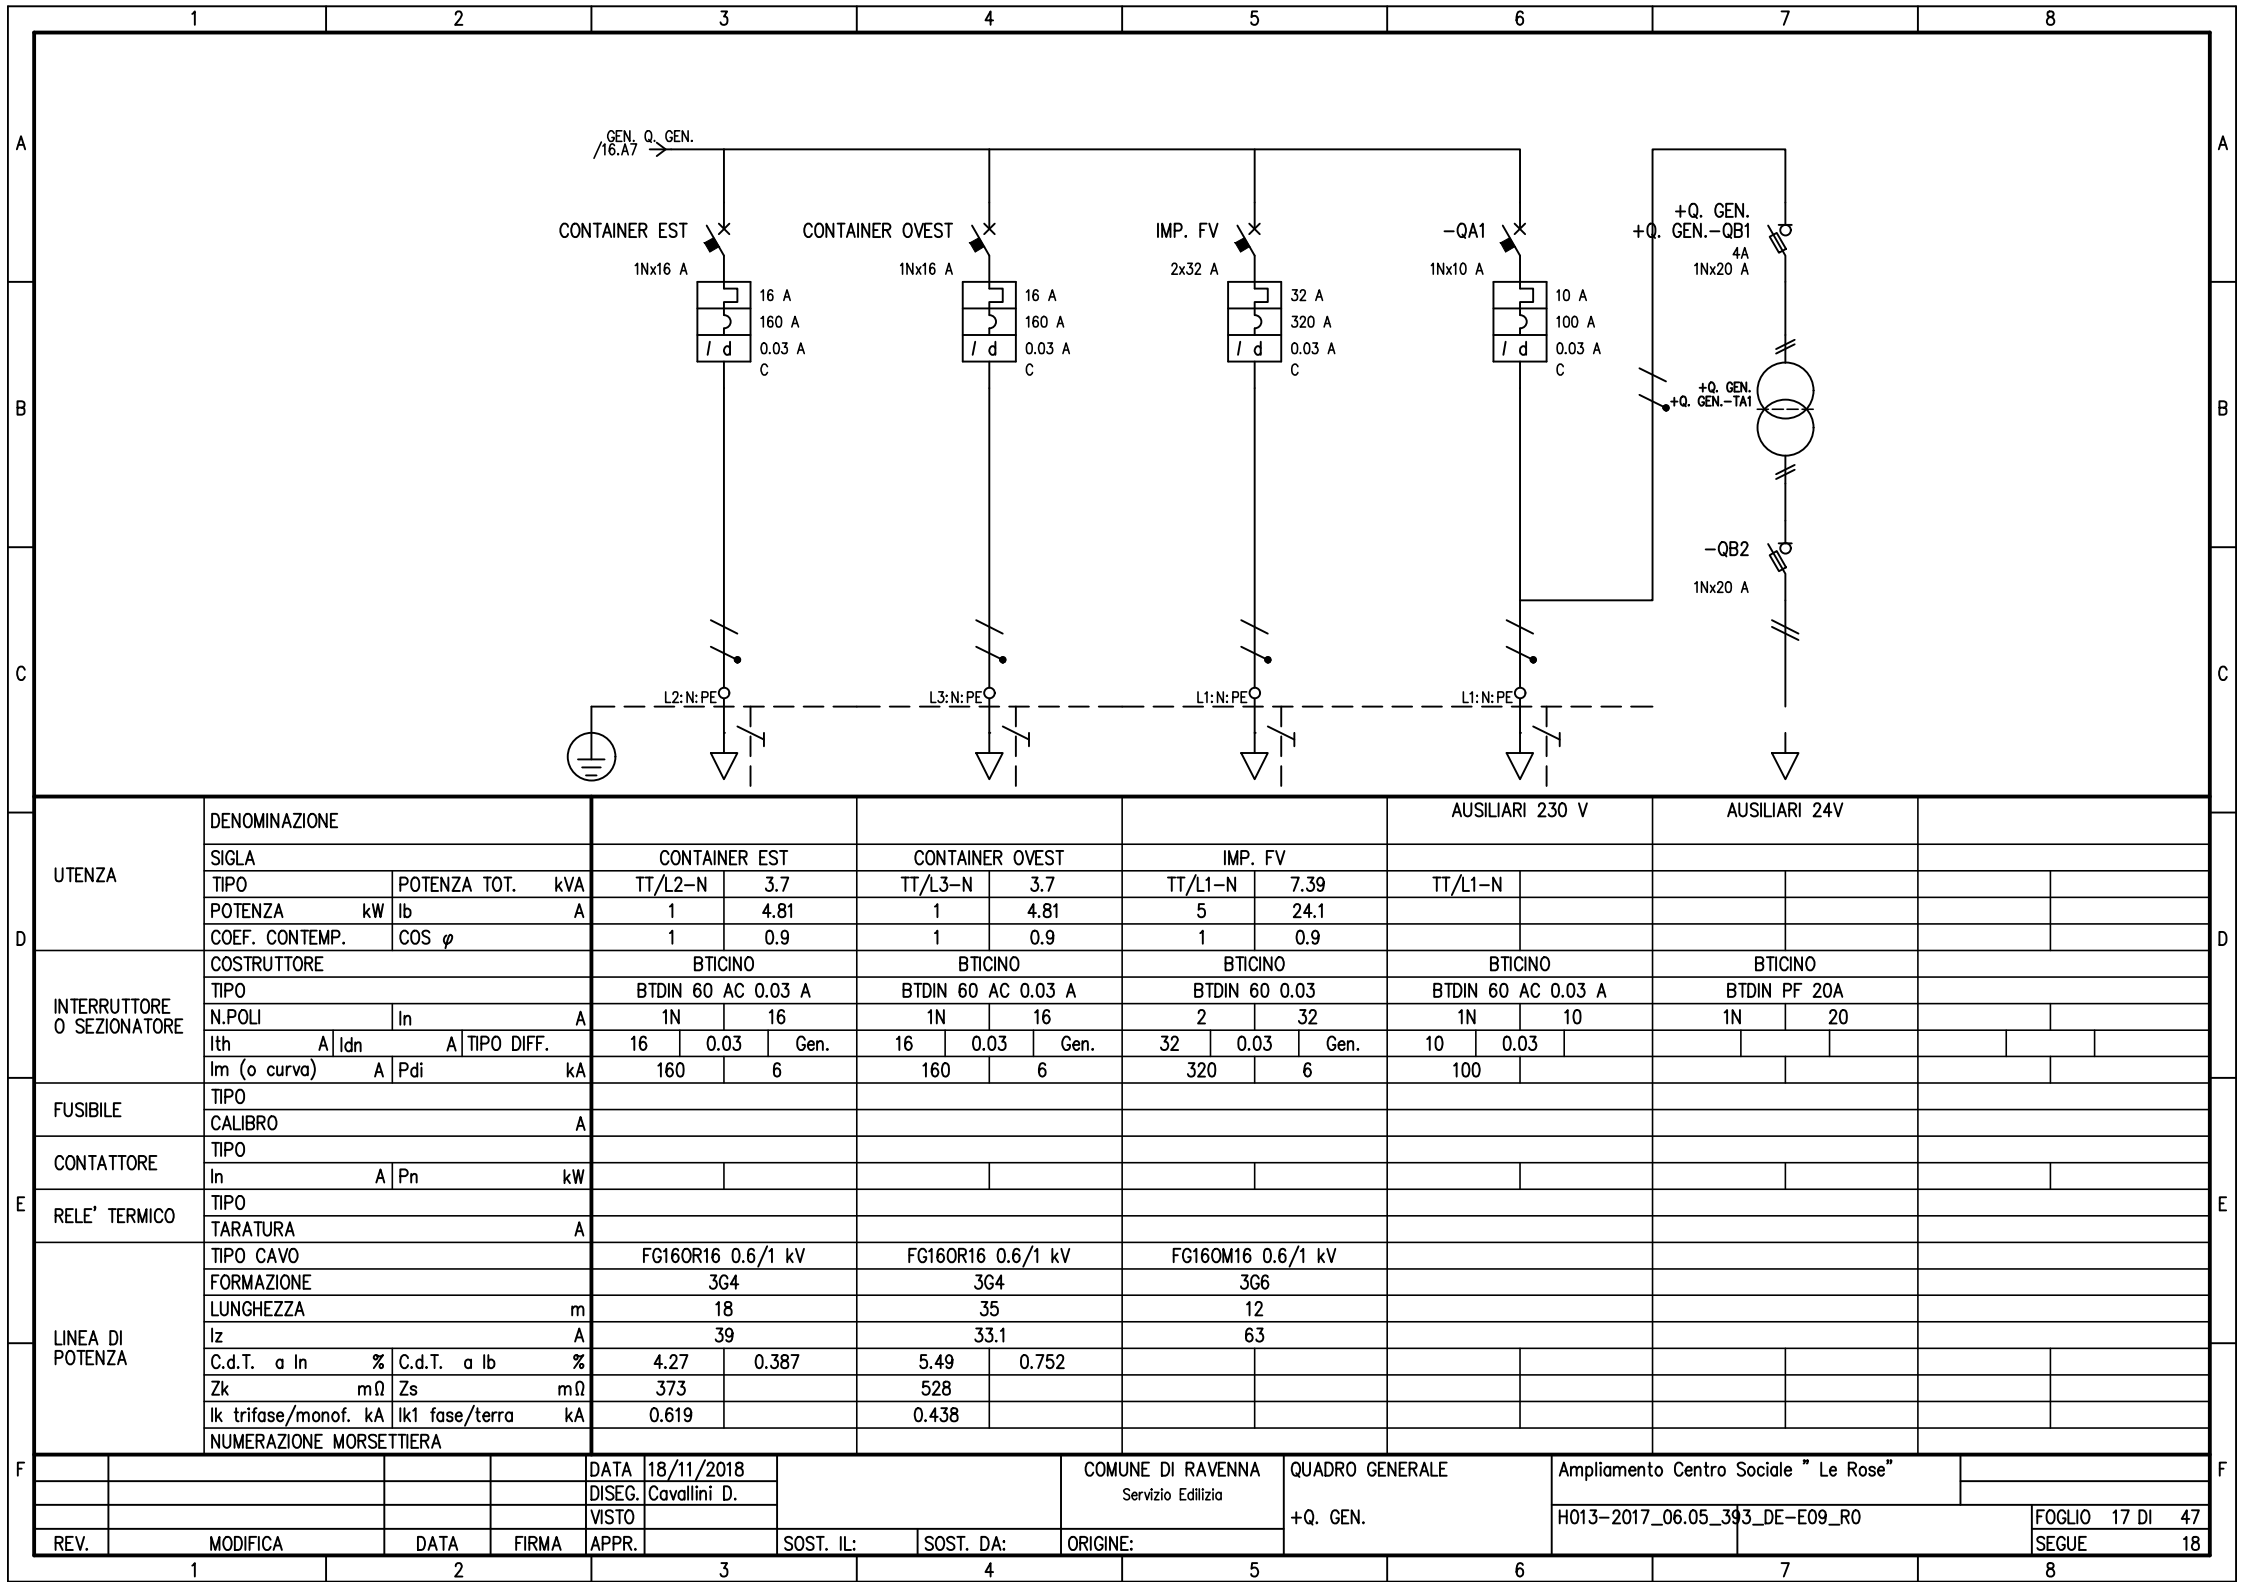 1 2 3 4 5 6 7 8
A A
GEN. Q. GEN.
/16.A7
CONTAINER EST
1Nx16 A
16 A
160 A
I d 0.03 A
C
CONTAINER OVEST
1Nx16 A
16 A
160 A
I d 0.03 A
C
IMP. FV
2x32 A
32 A
320 A
I d 0.03 A
C
-QA1
1Nx10 A
10 A
100 A
I d 0.03 A
C
+Q. GEN.
+Q. GEN.-QB1
4A
1Nx20 A
+Q. GEN.
+Q. GEN.-TA1
B B
-QB2
1Nx20 A
C C
L2:N:PE L3:N:PE L1:N:PE L1:N:PE
UTENZA
DENOMINAZIONE AUSILIARI 230 V AUSILIARI 24V
SIGLA CONTAINER EST CONTAINER OVEST IMP. FV
TIPO POTENZA TOT. kVA TT/L2-N 3.7 TT/L3-N 3.7 TT/L1-N 7.39 TT/L1-N
POTENZA kW Ib A 1 4.81 1 4.81 5 24.1
COEF. CONTEMP. COS φ 1 0.9 1 0.9 1 0.9
D D
INTERRUTTORE
O SEZIONATORE
COSTRUTTORE BTICINO BTICINO BTICINO BTICINO BTICINO
TIPO BTDIN 60 AC 0.03 A BTDIN 60 AC 0.03 A BTDIN 60 0.03 BTDIN 60 AC 0.03 A BTDIN PF 20A
N.POLI In A 1N 16 1N 16 2 32 1N 10 1N 20
Ith A Idn A TIPO DIFF. 16 0.03 Gen. 16 0.03 Gen. 32 0.03 Gen. 10 0.03
Im (o curva) A Pdi kA 160 6 160 6 320 6 100
FUSIBILE
TIPO
CALIBRO A
CONTATTORE
TIPO
In A Pn kW
E E
RELE' TERMICO
TIPO
TARATURA A
LINEA DI
POTENZA
TIPO CAVO FG16OR16 0.6/1 kV FG16OR16 0.6/1 kV FG16OM16 0.6/1 kV
FORMAZIONE 3G4 3G4 3G6
LUNGHEZZA m 18 35 12
Iz A 39 33.1 63
C.d.T. a In % C.d.T. a Ib % 4.27 0.387 5.49 0.752
Zk mΩ Zs mΩ 373 528
Ik trifase/monof. kA Ik1 fase/terra kA 0.619 0.438
NUMERAZIONE MORSETTIERA
F F
DATA 18/11/2018
DISEG. Cavallini D.
VISTO
REV. MODIFICA DATA FIRMA APPR. SOST. IL: SOST. DA: ORIGINE:
COMUNE DI RAVENNA
Servizio Edilizia
QUADRO GENERALE
+Q. GEN.
Ampliamento Centro Sociale " Le Rose"
H013-2017_06.05_393_DE-E09_R0
FOGLIO 17 DI 47
SEGUE 18
1 2 3 4 5 6 7 8